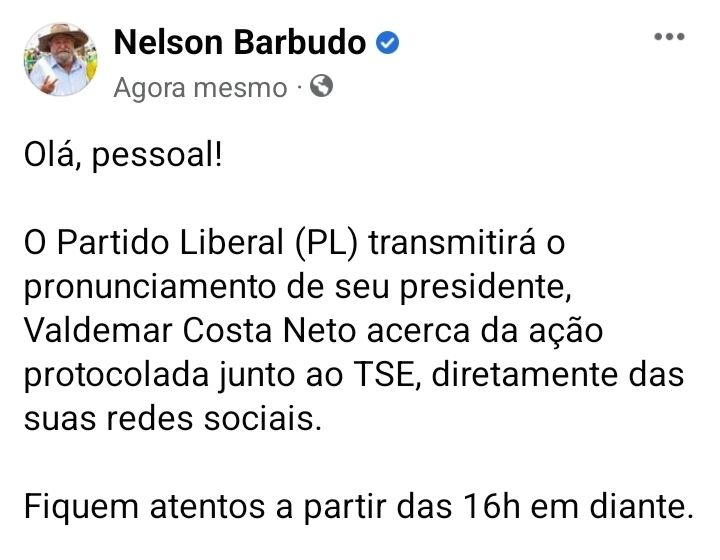 Nelson Barbudo
Agora mesmo ·
Olá, pessoal!
O Partido Liberal (PL) transmitirá o
pronunciamento de seu presidente,
Valdemar Costa Neto acerca da ação
protocolada junto ao TSE, diretamente das
suas redes sociais.
Fiquem atentos a partir das 16h em diante.